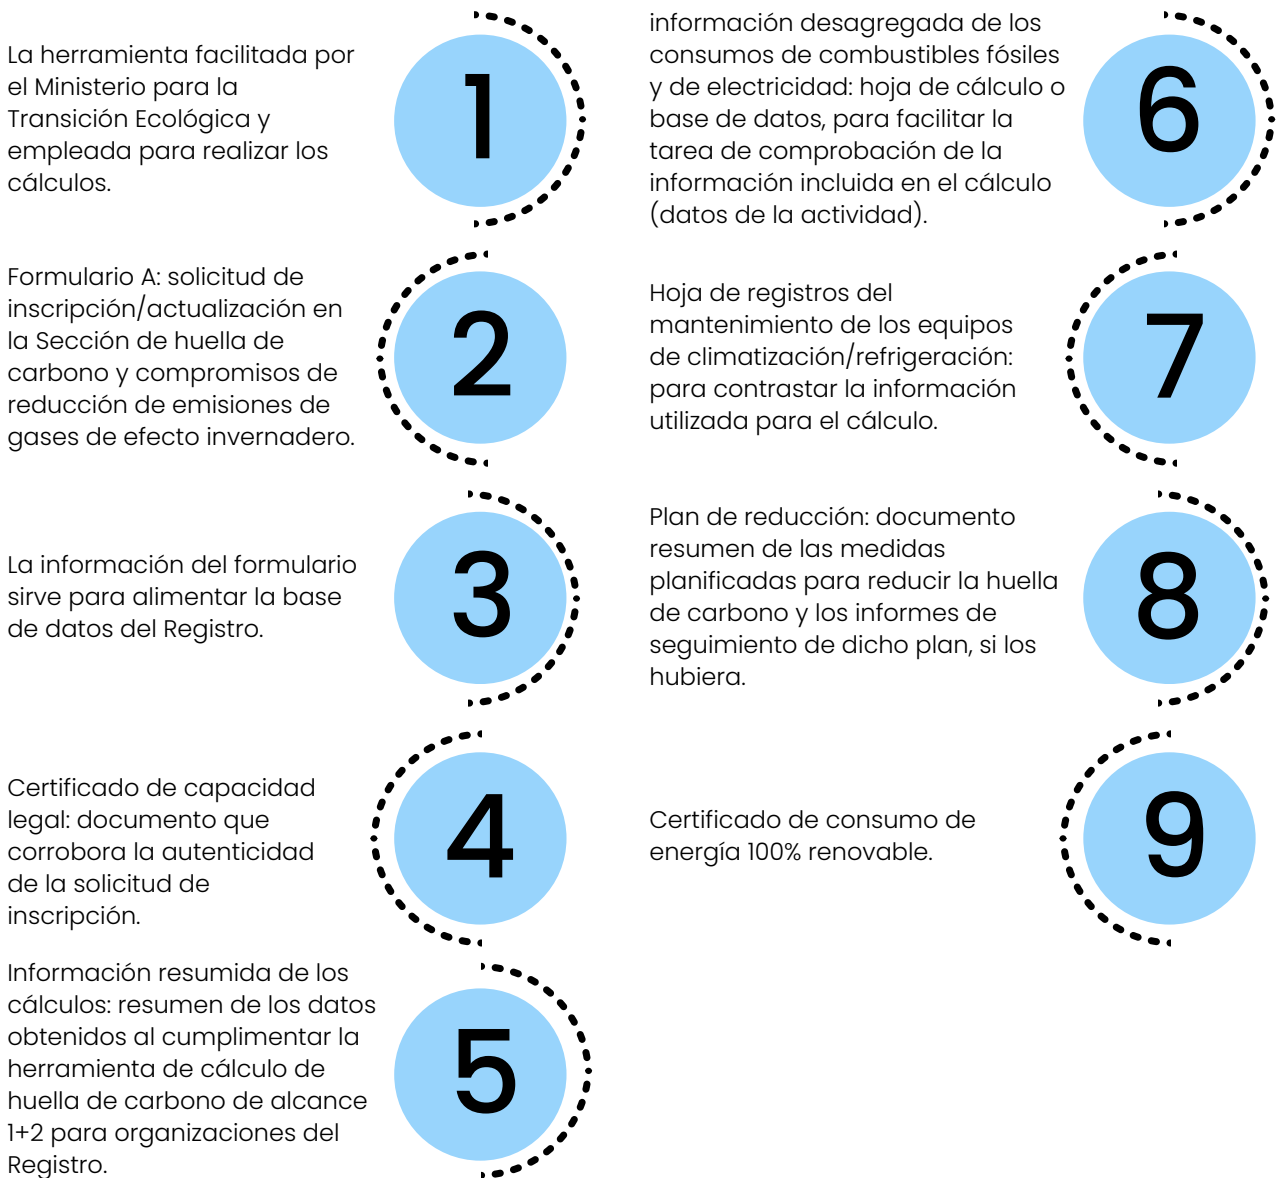 La herramienta facilitada por
el Ministerio para la
Transición Ecológica y
empleada para realizar los
cálculos.
1
Formulario A: solicitud de
inscripción/actualización en
la Sección de huella de
carbono y compromisos de
reducción de emisiones de
gases de efecto invernadero.
2
La información del formulario
sirve para alimentar la base
de datos del Registro.
3
Certificado de capacidad
legal: documento que
corrobora la autenticidad
de la solicitud de
inscripción.
4
Información resumida de los
cálculos: resumen de los datos
obtenidos al cumplimentar la
herramienta de cálculo de
huella de carbono de alcance
1+2 para organizaciones del
Registro.
5
información desagregada de los
consumos de combustibles fósiles
y de electricidad: hoja de cálculo o
base de datos, para facilitar la
tarea de comprobación de la
información incluida en el cálculo
(datos de la actividad).
6
Hoja de registros del
mantenimiento de los equipos
de climatización/refrigeración:
para contrastar la información
utilizada para el cálculo.
7
Plan de reducción: documento
resumen de las medidas
planificadas para reducir la huella
de carbono y los informes de
seguimiento de dicho plan, si los
hubiera.
8
Certificado de consumo de
energía 100% renovable.
9